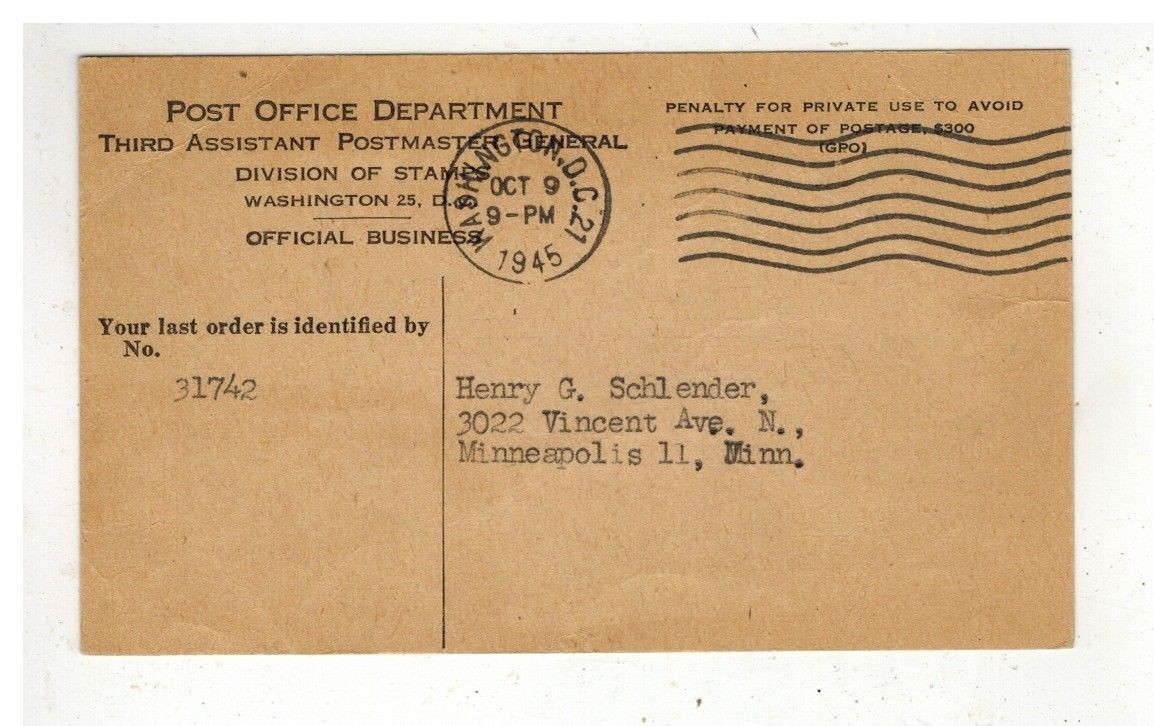 POST OFFICE DEPARTMENT
THIRD ASSISTANT POSTMASTER GENERAL
DIVISION OF STAMPS
WASHINGTON 25, D.C.
OFFICIAL BUSINESS
WASHINGTON, D.C. 21
OCT 9
9-PM
1945
PENALTY FOR PRIVATE USE TO AVOID
PAYMENT OF POSTAGE, $300
(GPO)
Your last order is identified by
No.
31742
Henry G. Schlender,
3022 Vincent Ave. N.,
Minneapolis 11, Minn.